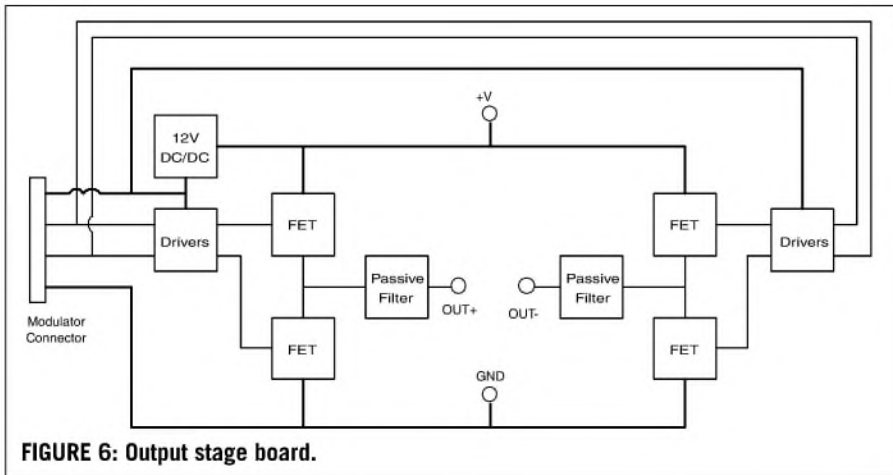 +V
12V
DC/DC
FET
FET
Drivers
Drivers
Passive
Filter
Passive
Filter
OUT+
OUT-
Modulator
Connector
FET
FET
GND
FIGURE 6: Output stage board.